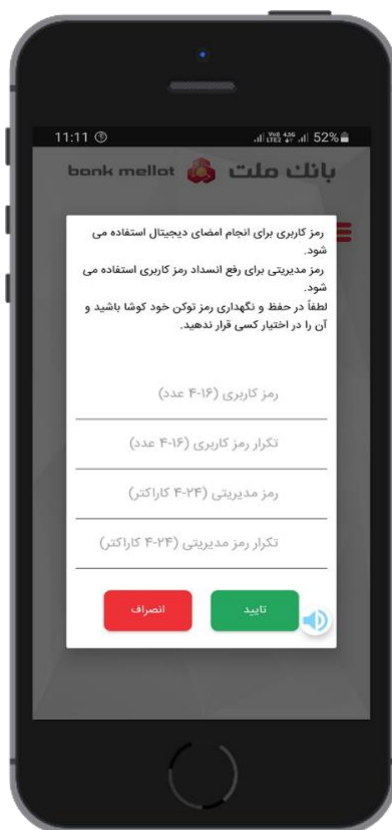 11:11 52%
bank mellat بانک ملت
رمز کاربری برای انجام امضای دیجیتال استفاده می
شود.
رمز مدیریتی برای رفع انسداد رمز کاربری استفاده می
شود.
لطفاً در حفظ و نگهداری رمز توکن خود کوشا باشید و
آن را در اختیار کسی قرار ندهید.
رمز کاربری (۱۶-۴ عدد)
تکرار رمز کاربری (۱۶-۴ عدد)
رمز مدیریتی (۲۴-۴ کاراکتر)
تکرار رمز مدیریتی (۲۴-۴ کاراکتر)
تایید انصراف